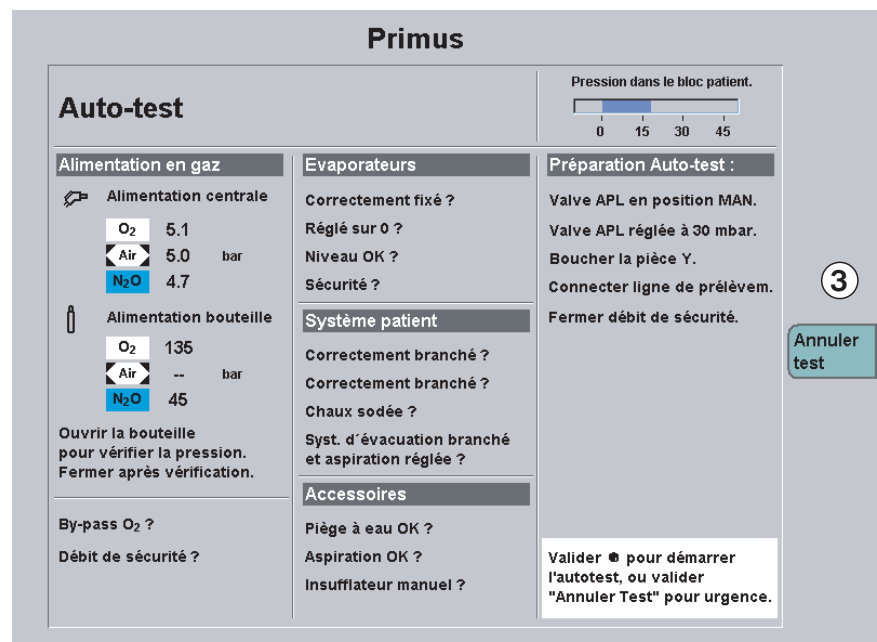 Primus
Auto-test
Pression dans le bloc patient.
0 15 30 45
Alimentation en gaz
Alimentation centrale
O₂ 5.1
Air 5.0 bar
N₂O 4.7
Alimentation bouteille
O₂ 135
Air -- bar
N₂O 45
Ouvrir la bouteille
pour vérifier la pression.
Fermer après vérification.
By-pass O₂ ?
Débit de sécurité ?
Evaporateurs
Correctement fixé ?
Réglé sur 0 ?
Niveau OK ?
Sécurité ?
Système patient
Correctement branché ?
Correctement branché ?
Chaux sodée ?
Syst. d´évacuation branché
et aspiration réglée ?
Accessoires
Piège à eau OK ?
Aspiration OK ?
Insufflateur manuel ?
Préparation Auto-test :
Valve APL en position MAN.
Valve APL réglée à 30 mbar.
Boucher la pièce Y.
Connecter ligne de prélèvem.
Fermer débit de sécurité.
Valider pour démarrer
l'autotest, ou valider
"Annuler Test" pour urgence.
3
Annuler
test